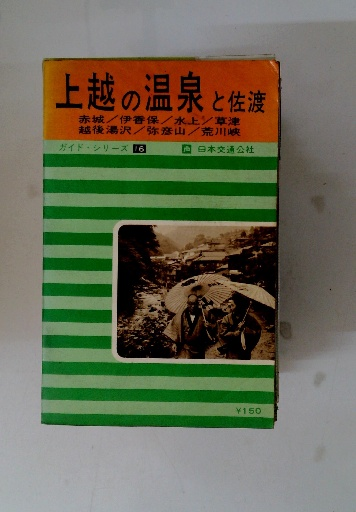 上越の温泉と佐渡
赤城／伊香保／水上／草津
越後湯沢／弥彦山／荒川峡
ガイド・シリーズ 16 日本交通公社
¥160